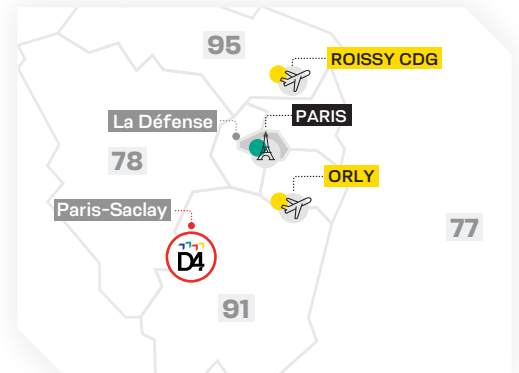 95
ROISSY CDG
La Défense
PARIS
78
ORLY
Paris-Saclay
77
D4
91